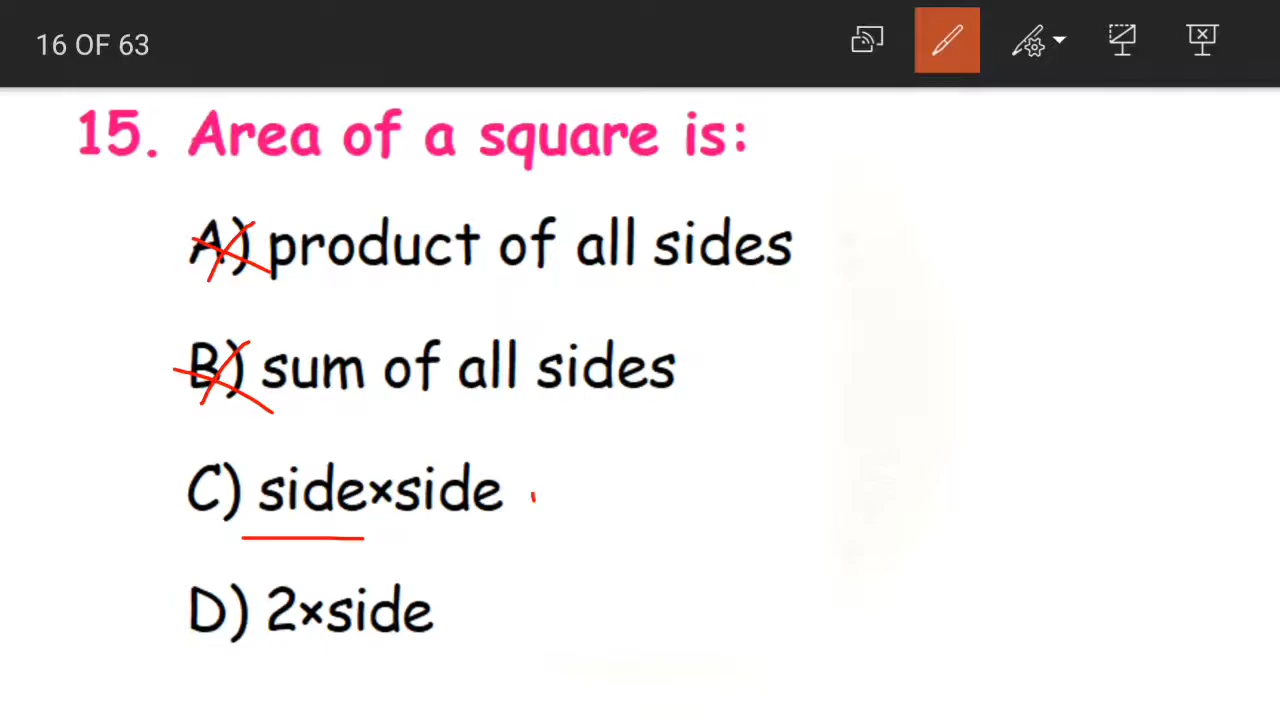 16 OF 63
15. Area of a square is:
A) product of all sides
B) sum of all sides
C) side×side
D) 2×side